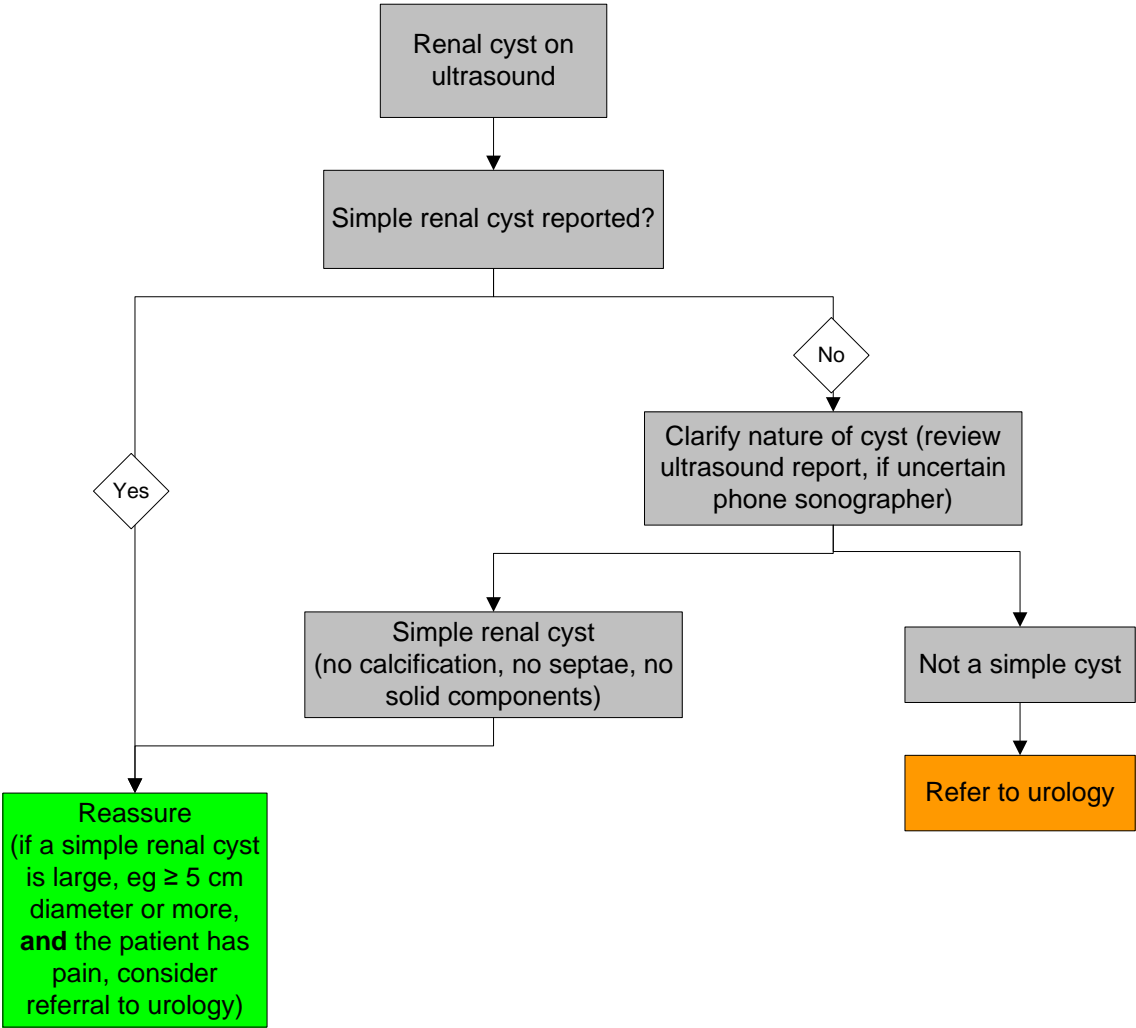 Renal cyst on
ultrasound
Simple renal cyst reported?
No
Clarify nature of cyst (review
ultrasound report, if uncertain
phone sonographer)
Yes
Simple renal cyst
(no calcification, no septae, no
solid components)
Not a simple cyst
Refer to urology
Reassure
(if a simple renal cyst
is large, eg ≥ 5 cm
diameter or more,
and the patient has
pain, consider
referral to urology)